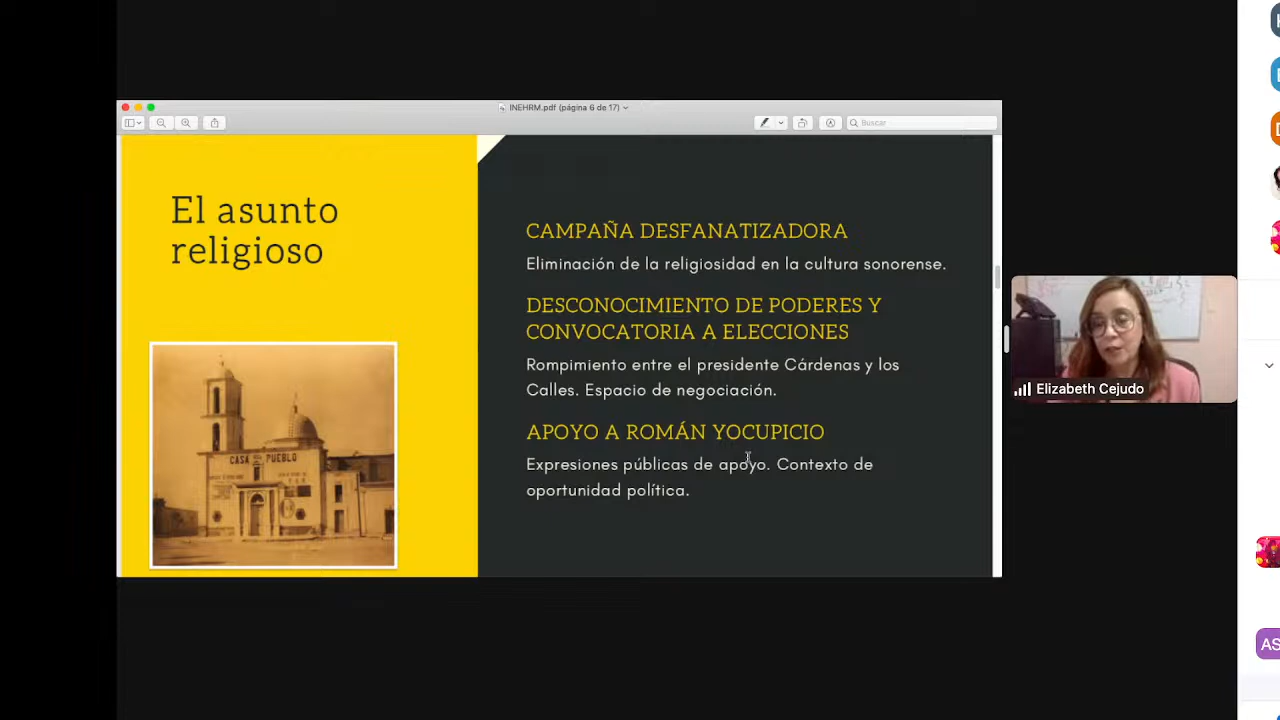 INEHRM.pdf (página 6 de 17)
Buscar
El asunto
religioso
CASA DEL PUEBLO
CAMPAÑA DESFANATIZADORA
Eliminación de la religiosidad en la cultura sonorense.
DESCONOCIMIENTO DE PODERES Y
CONVOCATORIA A ELECCIONES
Rompimiento entre el presidente Cárdenas y los
Calles. Espacio de negociación.
APOYO A ROMÁN YOCUPICIO
Expresiones públicas de apoyo. Contexto de
oportunidad política.
Elizabeth Cejudo
AS